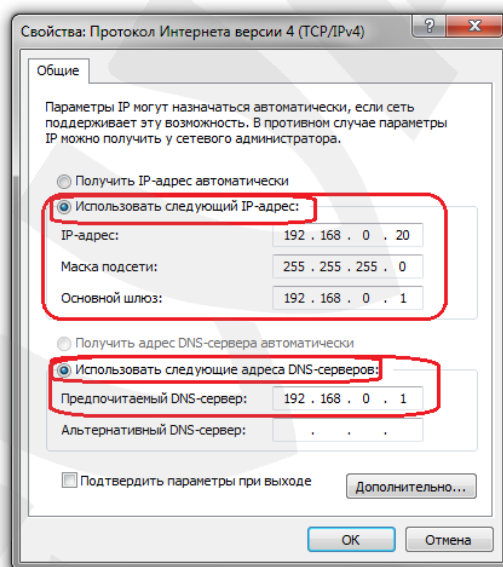 Свойства: Протокол Интернета версии 4 (TCP/IPv4)
Общие
Параметры IP могут назначаться автоматически, если сеть
поддерживает эту возможность. В противном случае параметры
IP можно получить у сетевого администратора.
Получить IP-адрес автоматически
Использовать следующий IP-адрес:
IP-адрес: 192 . 168 . 0 . 20
Маска подсети: 255 . 255 . 255 . 0
Основной шлюз: 192 . 168 . 0 . 1
Получить адрес DNS-сервера автоматически
Использовать следующие адреса DNS-серверов:
Предпочитаемый DNS-сервер: 192 . 168 . 0 . 1
Альтернативный DNS-сервер: . . .
Подтвердить параметры при выходе
Дополнительно...
ОК
Отмена